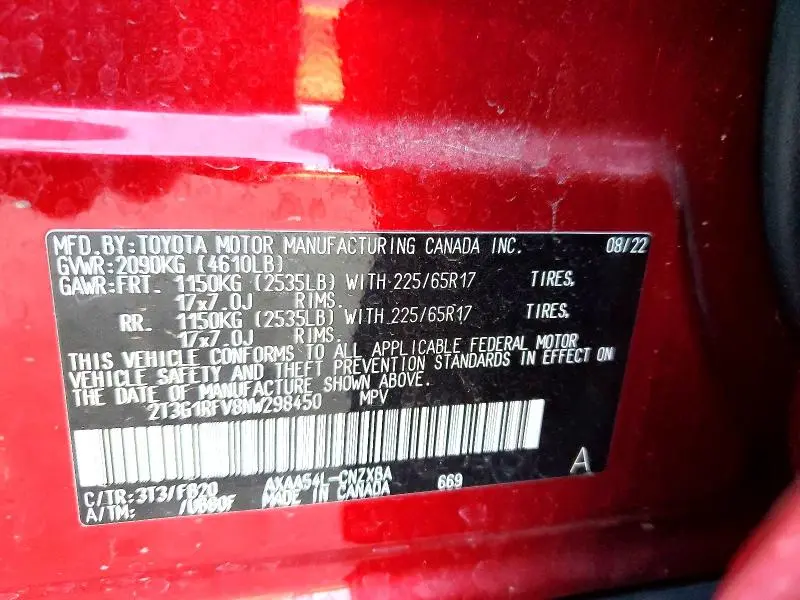 MFD. BY: TOYOTA MOTOR MANUFACTURING CANADA INC. 08/22
GVWR: 2090KG (4610LB)
GAWR: FRT. 1150KG (2535LB) WITH 225/65R17 TIRES,
17x7.0J RIMS.
RR. 1150KG (2535LB) WITH 225/65R17 TIRES,
17x7.0J RIMS.
THIS VEHICLE CONFORMS TO ALL APPLICABLE FEDERAL MOTOR
VEHICLE SAFETY AND THEFT PREVENTION STANDARDS IN EFFECT ON
THE DATE OF MANUFACTURE SHOWN ABOVE.
2T3G1RFV8NW298450 MPV
A
C/TR: 3T3/FB20 AXAA54L-CNZXBA 669
A/TM: MADE IN CANADA